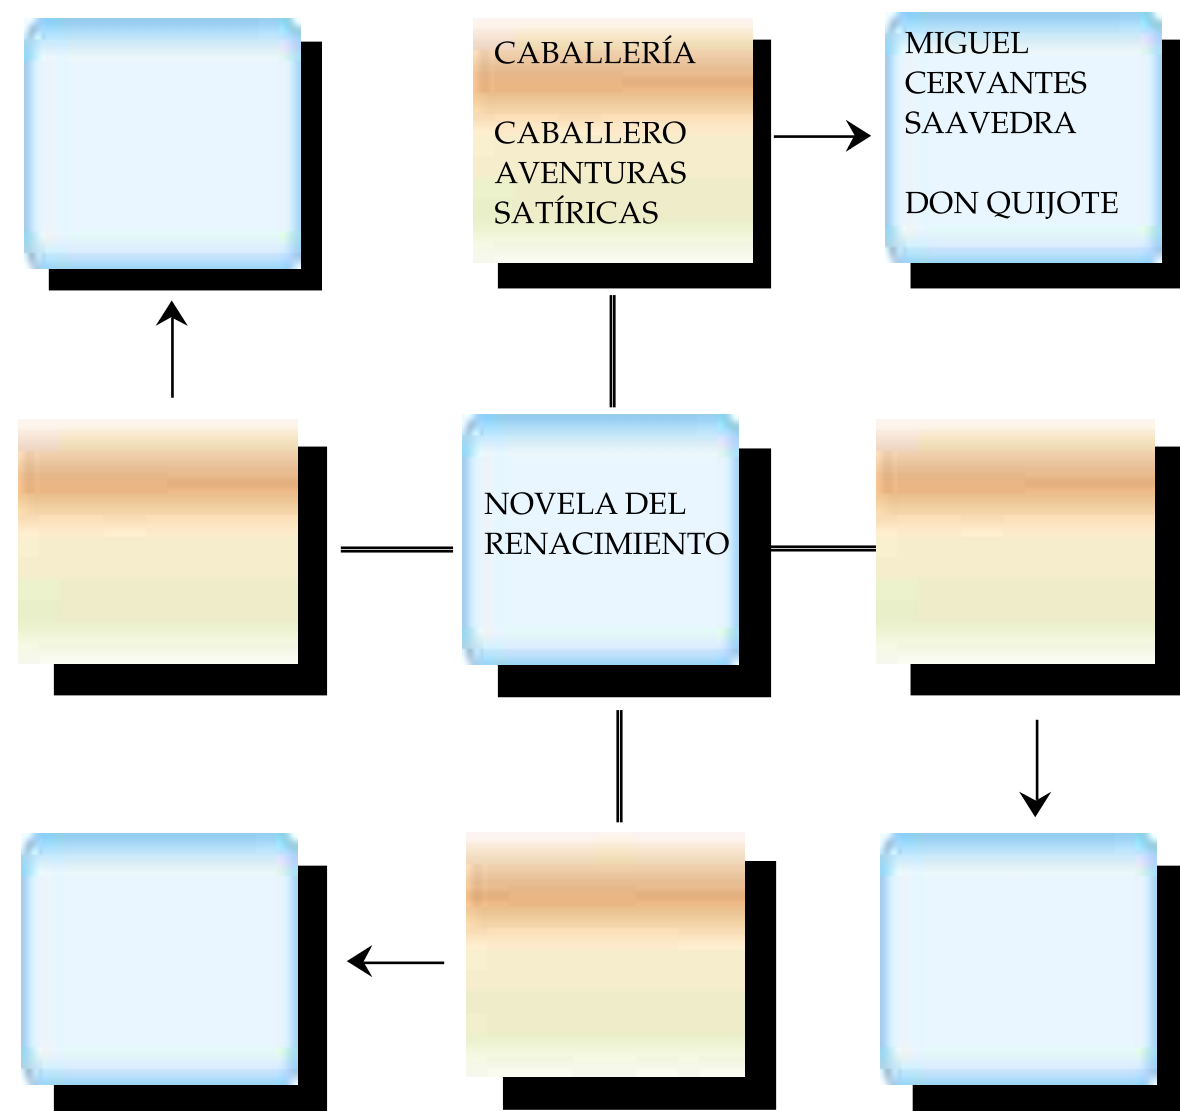 CABALLERÍA
CABALLERO
AVENTURAS
SATÍRICAS
MIGUEL
CERVANTES
SAAVEDRA
DON QUIJOTE
NOVELA DEL
RENACIMIENTO